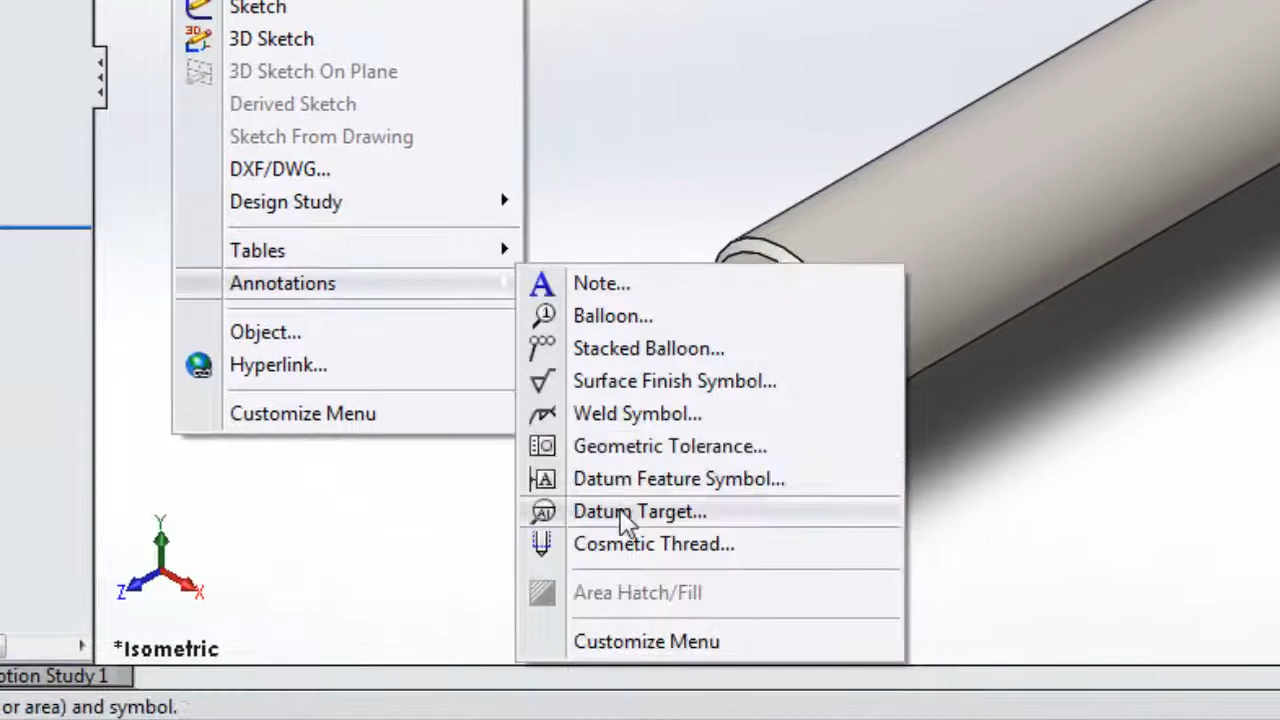 Sketch
3D Sketch
3D Sketch On Plane
Derived Sketch
Sketch From Drawing
DXF/DWG...
Design Study
Tables
Annotations
Object...
Hyperlink...
Customize Menu
Note...
Balloon...
Stacked Balloon...
Surface Finish Symbol...
Weld Symbol...
Geometric Tolerance...
Datum Feature Symbol...
Datum Target...
Cosmetic Thread...
Area Hatch/Fill
Customize Menu
Y
Z
X
*Isometric
otion Study 1
or area) and symbol.